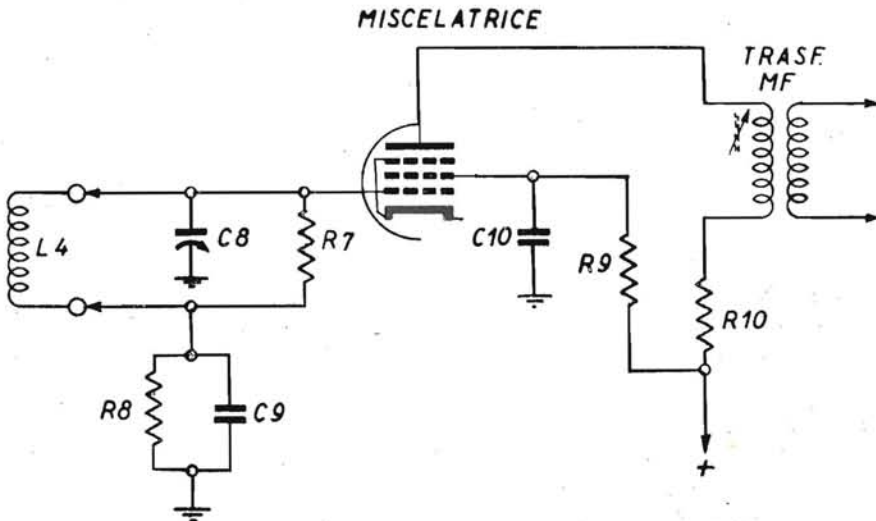 MISCELATRICE
TRASF.
MF
L4
C8
R7
C10
R9
R10
R8
C9
+